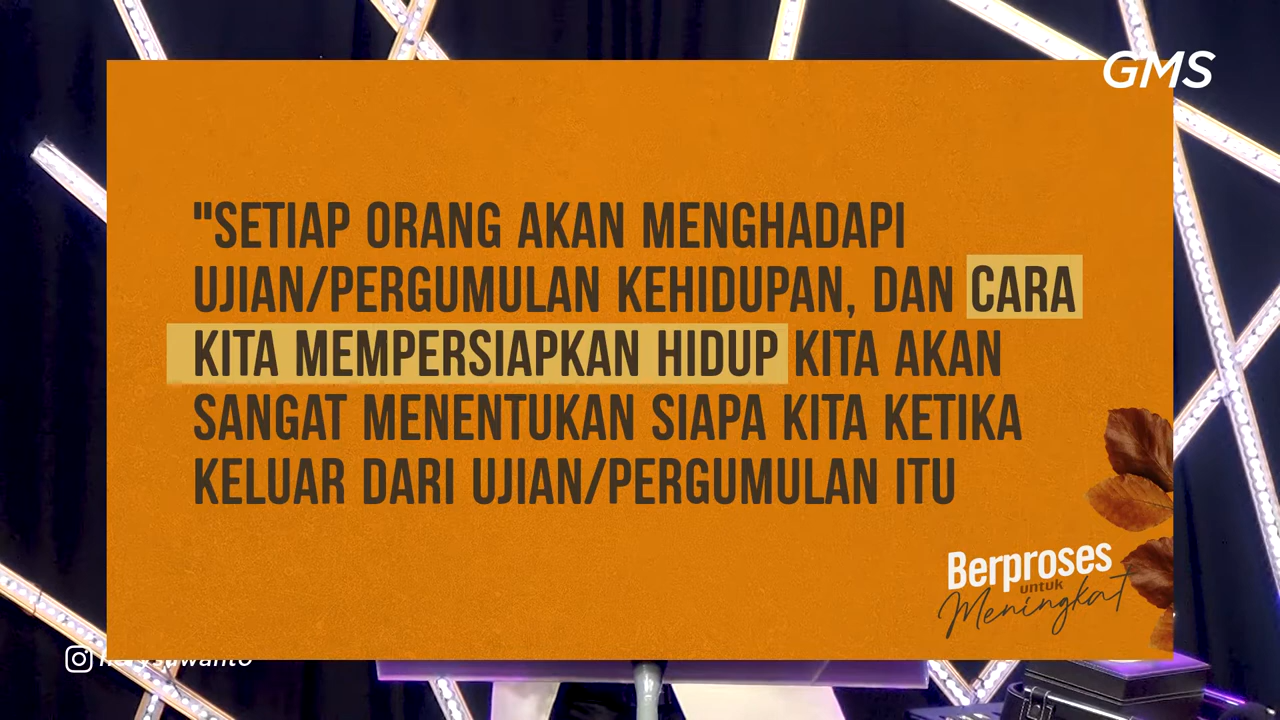 GMS
"SETIAP ORANG AKAN MENGHADAPI
UJIAN/PERGUMULAN KEHIDUPAN, DAN CARA
KITA MEMPERSIAPKAN HIDUP KITA AKAN
SANGAT MENENTUKAN SIAPA KITA KETIKA
KELUAR DARI UJIAN/PERGUMULAN ITU
Berproses
untuk
Meningkat